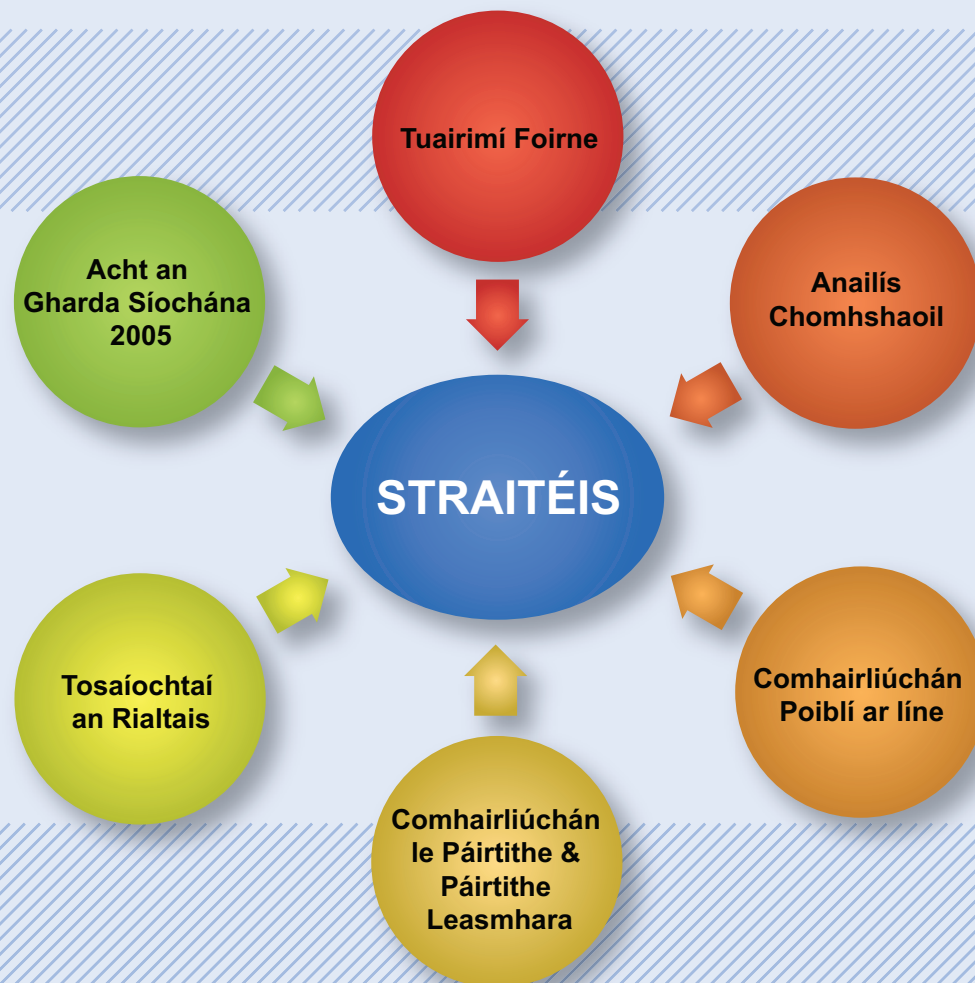 Tuairimí Foirne
Acht an
Gharda Síochána
2005
Anailís
Chomhshaoil
STRAITÉIS
Tosaíochtaí
an Rialtais
Comhairliúchán
Poiblí ar líne
Comhairliúchán
le Páirtithe &
Páirtithe
Leasmhara